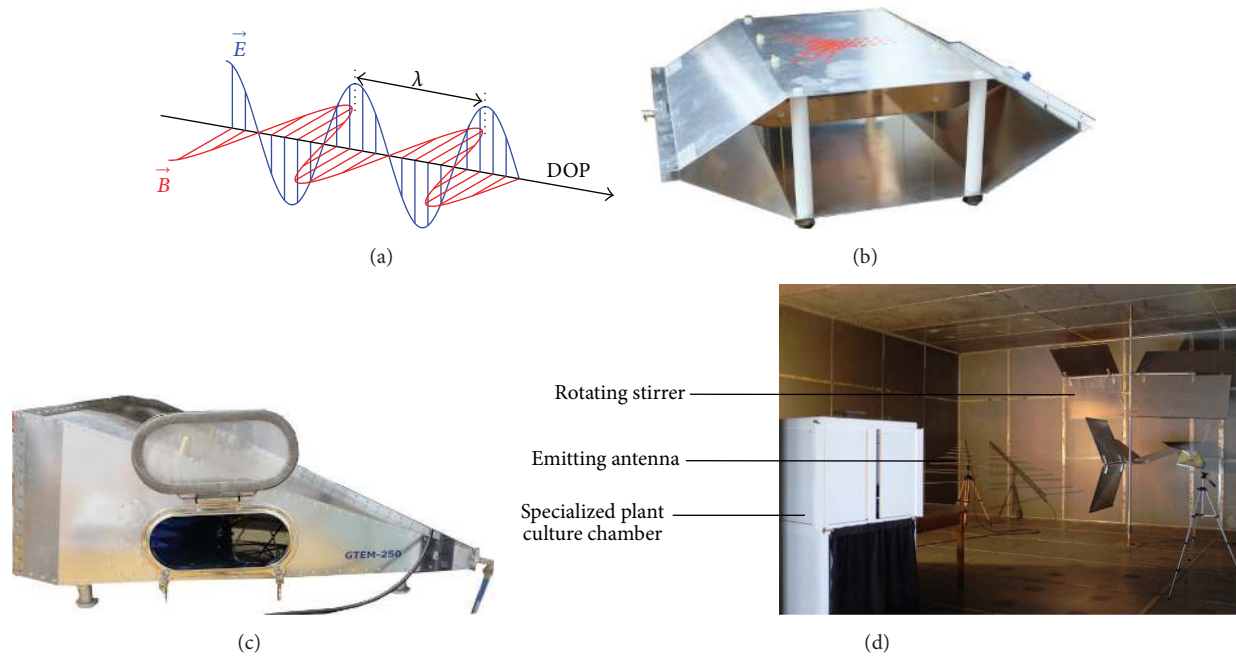 E
λ
B
DOP
(a)
(b)
GTEM-250
(c)
Rotating stirrer
Emitting antenna
Specialized plant
culture chamber
(d)